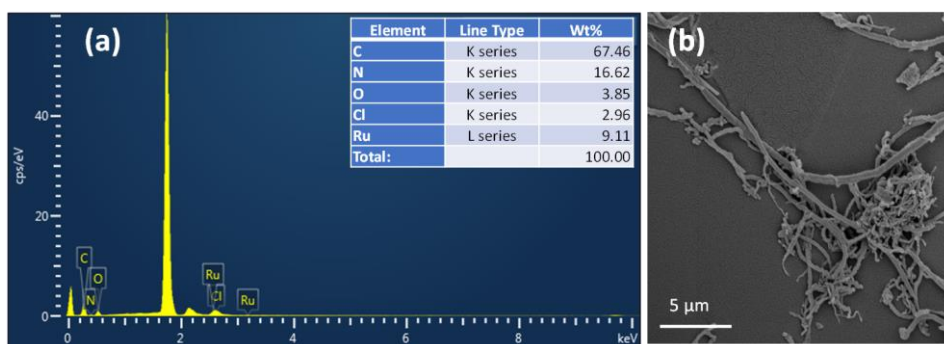 (a)
Element Line Type Wt%
C K series 67.46
N K series 16.62
O K series 3.85
Cl K series 2.96
Ru L series 9.11
Total: 100.00
cps/eV
40
20
0
C
N
O
Ru
Cl
Ru
0 2 4 6 8 keV
(b)
5 μm